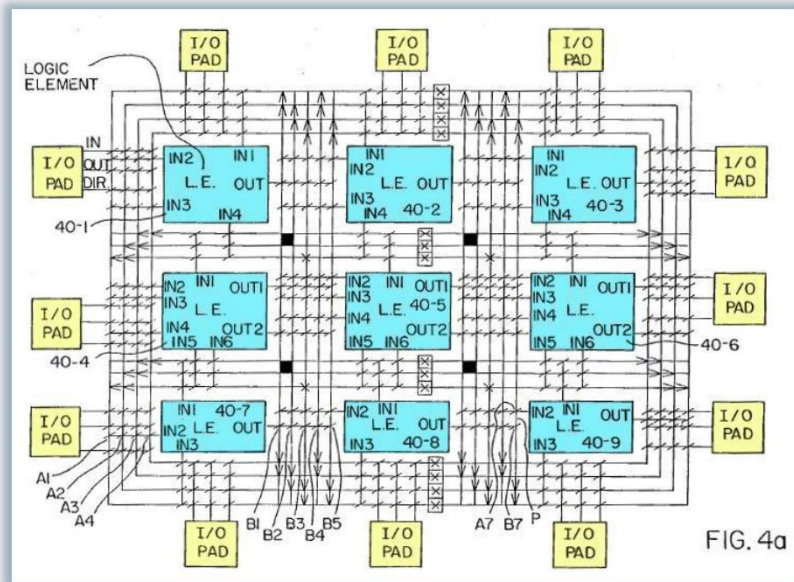 I/O
PAD
I/O
PAD
I/O
PAD
LOGIC
ELEMENT
I/O
PAD
IN
OUT
DIR
IN2
IN1
L.E.
OUT
IN3
IN4
40-1
IN1
IN2
L.E.
OUT
IN3
IN4
40-2
IN1
IN2
L.E.
OUT
IN3
IN4
40-3
I/O
PAD
I/O
PAD
IN1
IN2
OUT1
IN3
L.E.
IN4
OUT2
IN5
IN6
40-4
IN1
IN2
OUT1
IN3
40-5
L.E.
IN4
OUT2
IN5
IN6
IN1
IN2
OUT1
IN3
L.E.
IN4
OUT2
IN5
IN6
40-6
I/O
PAD
I/O
PAD
IN1
40-7
IN2
L.E.
OUT
IN3
IN2
IN1
L.E.
OUT
IN3
40-8
IN2
IN1
L.E.
OUT
IN3
40-9
I/O
PAD
A1
A2
A3
A4
B1
B2
B3
B4
B5
A7
B7
P
I/O
PAD
I/O
PAD
I/O
PAD
FIG. 4a